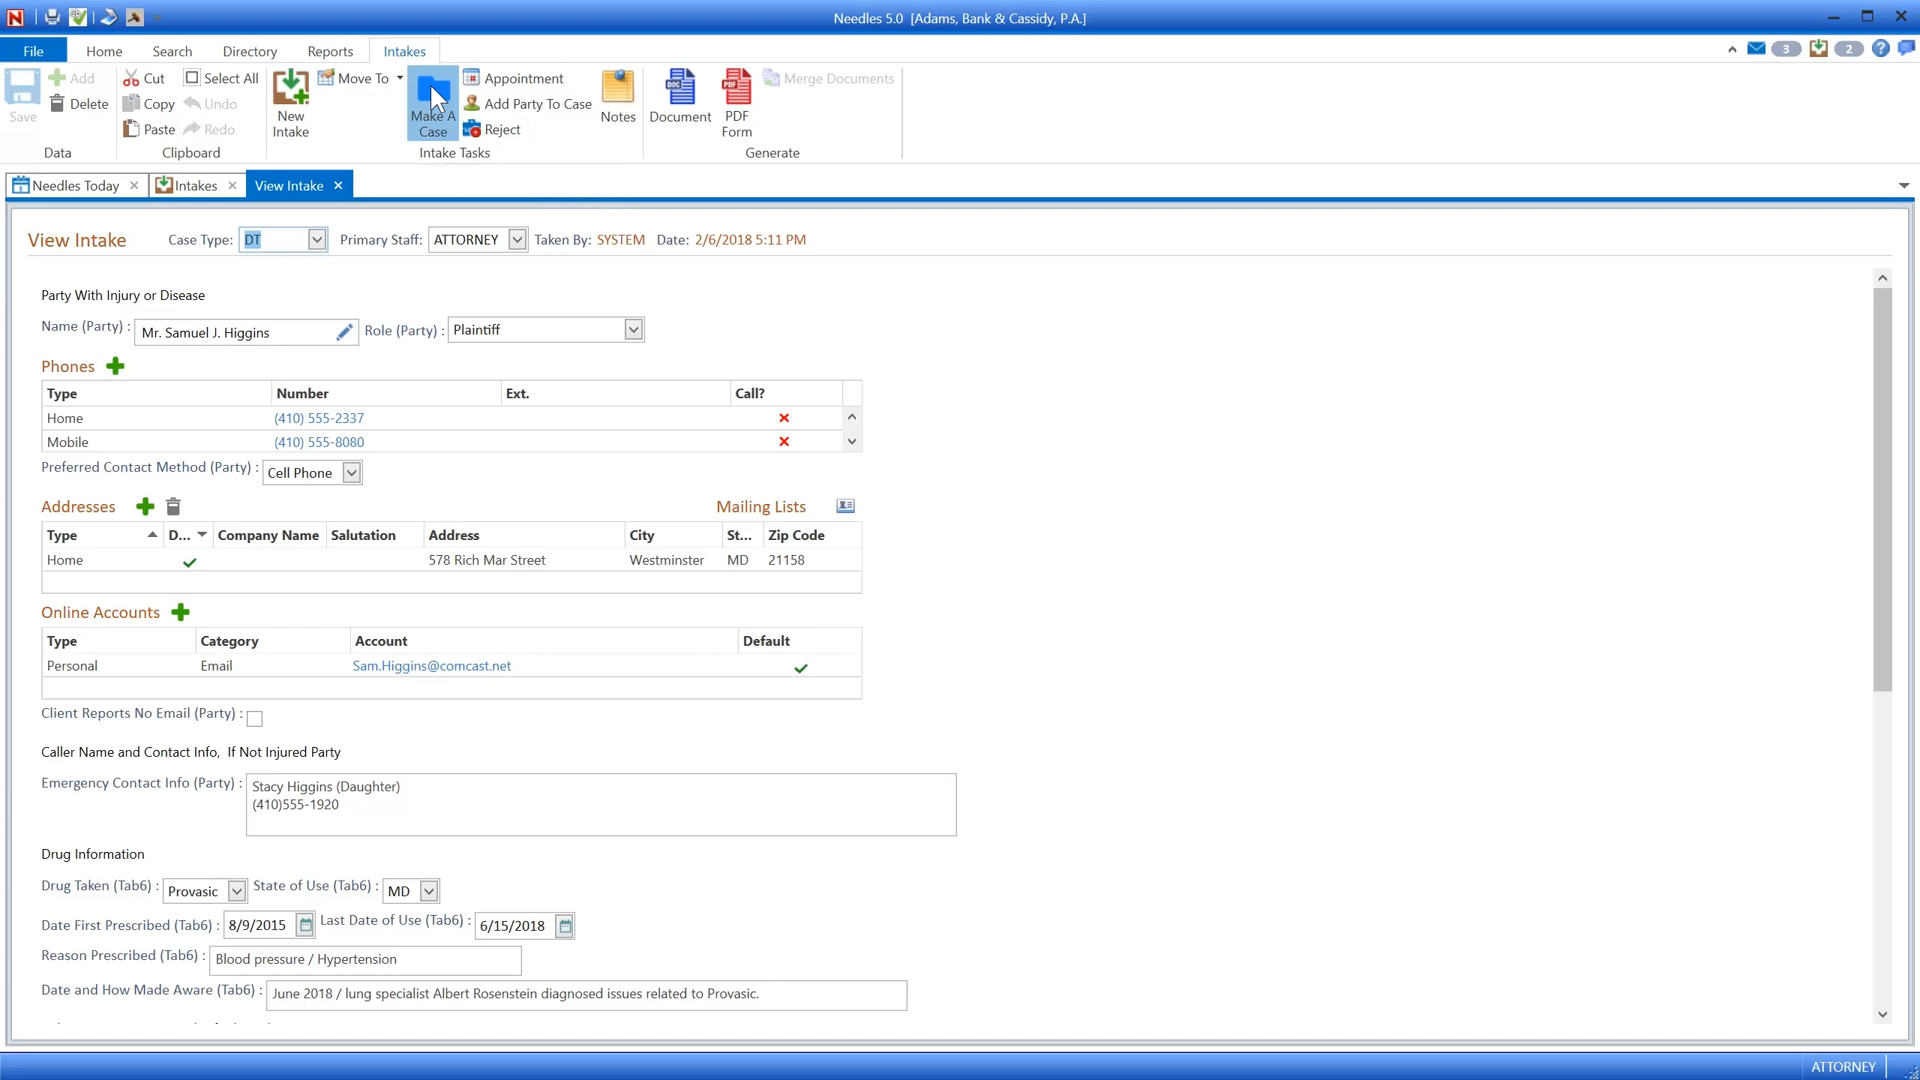 Needles 5.0 [Adams, Bank & Cassidy, P.A.]
File Home Search Directory Reports Intakes 3 2
Save Add Delete Cut Copy Paste Select All Undo Redo New Intake Move To Make A Case Appointment Add Party To Case Reject Notes Document PDF Form Merge Documents
Data Clipboard Intake Tasks Generate
Needles Today Intakes View Intake
View Intake Case Type: DT Primary Staff: ATTORNEY Taken By: SYSTEM Date: 2/6/2018 5:11 PM
Party With Injury or Disease
Name (Party) : Mr. Samuel J. Higgins Role (Party) : Plaintiff
Phones
Type Number Ext. Call?
Home (410) 555-2337
Mobile (410) 555-8080
Preferred Contact Method (Party) : Cell Phone
Addresses Mailing Lists
Type D... Company Name Salutation Address City St... Zip Code
Home 578 Rich Mar Street Westminster MD 21158
Online Accounts
Type Category Account Default
Personal Email Sam.Higgins@comcast.net
Client Reports No Email (Party) :
Caller Name and Contact Info, If Not Injured Party
Emergency Contact Info (Party) : Stacy Higgins (Daughter)
(410)555-1920
Drug Information
Drug Taken (Tab6) : Provasic State of Use (Tab6) : MD
Date First Prescribed (Tab6) : 8/9/2015 Last Date of Use (Tab6) : 6/15/2018
Reason Prescribed (Tab6) : Blood pressure / Hypertension
Date and How Made Aware (Tab6) : June 2018 / lung specialist Albert Rosenstein diagnosed issues related to Provasic.
ATTORNEY